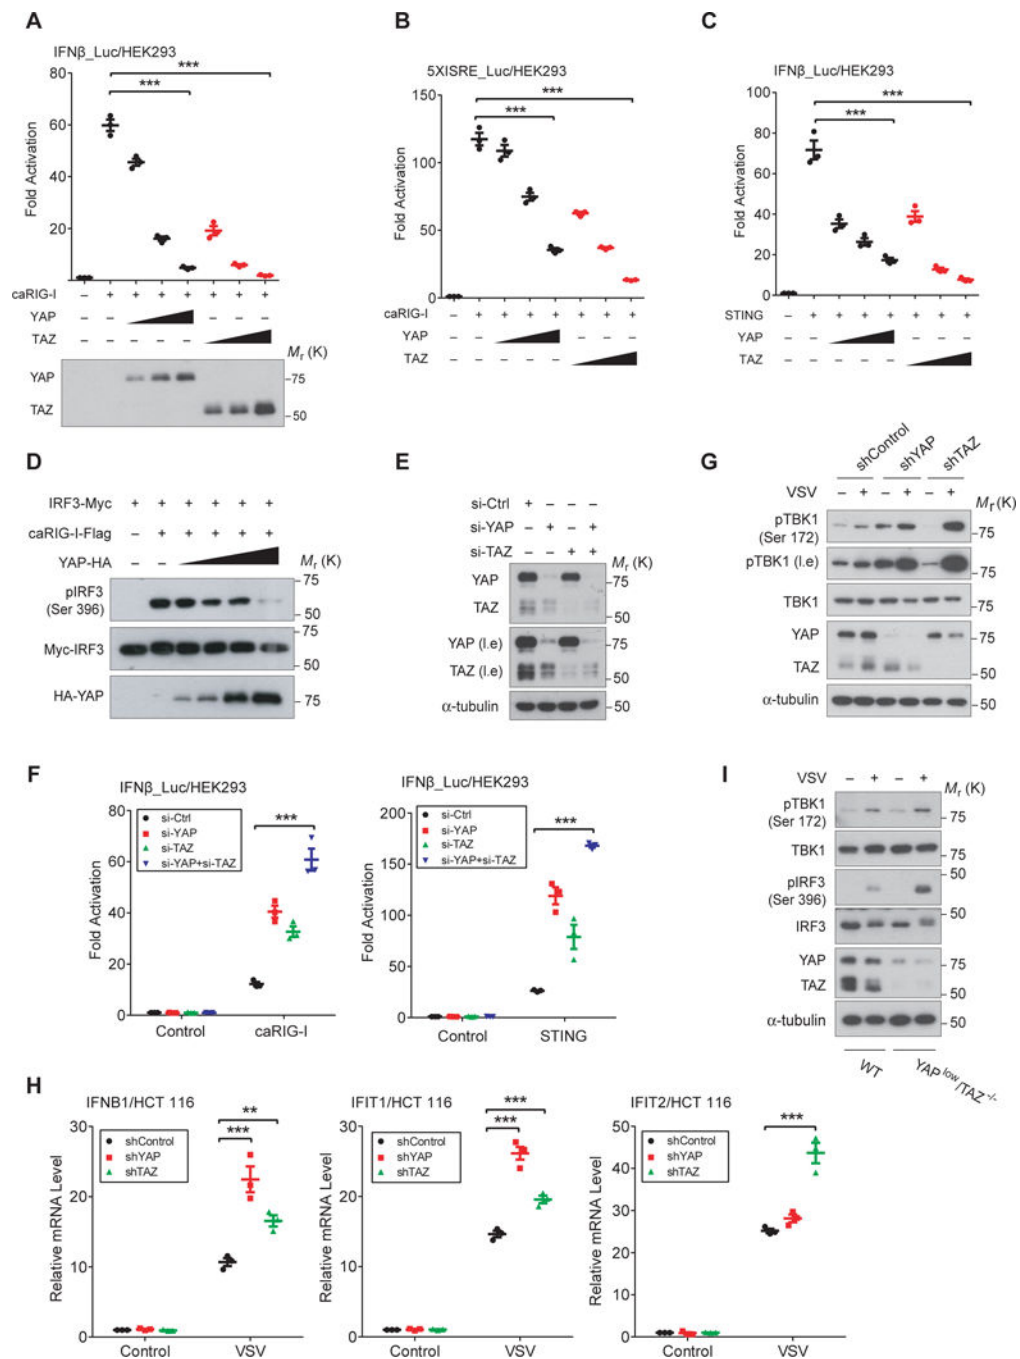 A
IFNβ_Luc/HEK293
***
***
Fold Activation
80
60
40
20
caRIG-I – + + + + + + +
YAP – –
TAZ – –
Mr (K)
YAP
TAZ
75
50
B
5XISRE_Luc/HEK293
***
***
Fold Activation
150
100
50
0
caRIG-I – + + + + + + +
YAP – –
TAZ – –
C
IFNβ_Luc/HEK293
***
***
Fold Activation
100
80
60
40
20
0
STING – + + + + + + +
YAP – –
TAZ – –
D
IRF3-Myc + + + + + +
caRIG-I-Flag – + + + + +
YAP-HA – –
Mr (K)
pIRF3
(Ser 396)
75
50
Myc-IRF3
75
50
HA-YAP
75
E
si-Ctrl +
si-YAP + +
si-TAZ + +
Mr (K)
YAP
TAZ
75
50
YAP (l.e)
TAZ (l.e)
75
50
α-tubulin
50
G
shControl shYAP shTAZ
VSV – + – + – +
Mr (K)
pTBK1
(Ser 172)
75
pTBK1 (l.e)
75
TBK1
75
YAP
TAZ
75
50
α-tubulin
50
F
IFNβ_Luc/HEK293
si-Ctrl
si-YAP
si-TAZ
si-YAP+si-TAZ
***
Fold Activation
80
60
40
20
0
Control caRIG-I
IFNβ_Luc/HEK293
si-Ctrl
si-YAP
si-TAZ
si-YAP+si-TAZ
***
Fold Activation
200
150
100
50
0
Control STING
I
VSV – + – +
Mr (K)
pTBK1
(Ser 172)
75
TBK1
75
pIRF3
(Ser 396)
50
50
IRF3
YAP
TAZ
75
50
α-tubulin
50
WT YAP low/TAZ -/-
H
IFNB1/HCT 116
shControl
shYAP
shTAZ
**
***
Relative mRNA Level
30
20
10
0
Control VSV
IFIT1/HCT 116
shControl
shYAP
shTAZ
***
***
Relative mRNA Level
30
20
10
0
Control VSV
IFIT2/HCT 116
shControl
shYAP
shTAZ
***
Relative mRNA Level
50
40
30
20
10
0
Control VSV